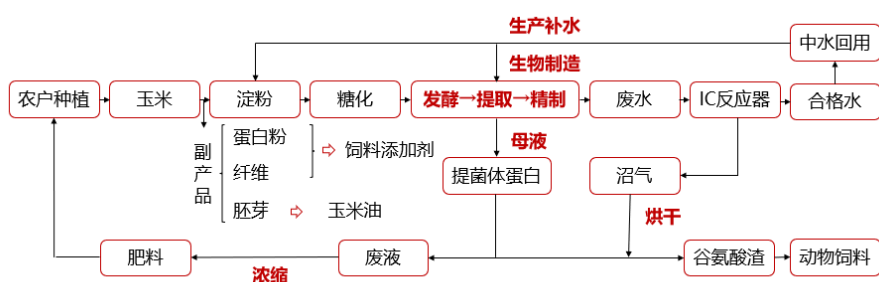 生产补水
中水回用
生物制造
农户种植
玉米
淀粉
糖化
发酵→提取→精制
废水
IC反应器
合格水
副产品
蛋白粉
纤维
饲料添加剂
胚芽
玉米油
母液
提菌体蛋白
沼气
烘干
肥料
浓缩
废液
谷氨酸渣
动物饲料